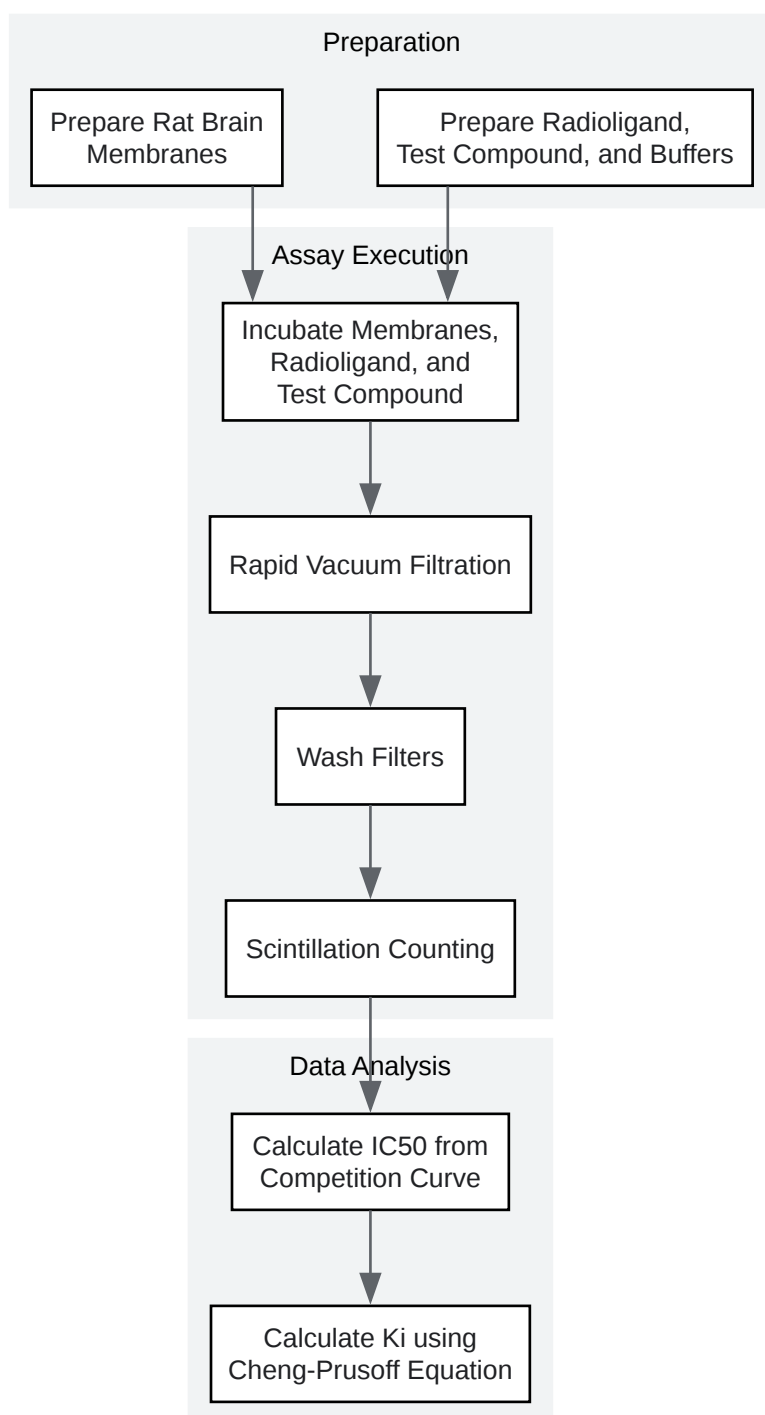 Preparation
Prepare Rat Brain
Membranes
Prepare Radioligand,
Test Compound, and Buffers
Assay Execution
Incubate Membranes,
Radioligand, and
Test Compound
Rapid Vacuum Filtration
Wash Filters
Scintillation Counting
Data Analysis
Calculate IC50 from
Competition Curve
Calculate Ki using
Cheng-Prusoff Equation